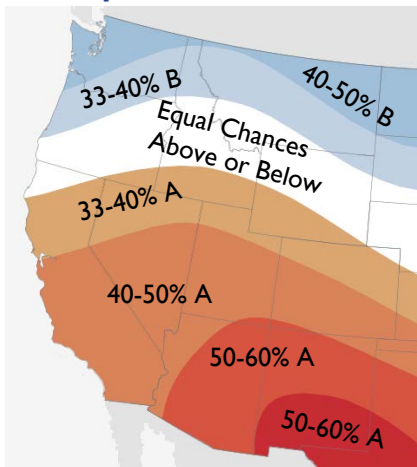 33-40% B
40-50% B
Equal Chances
Above or Below
33-40% A
40-50% A
50-60% A
50-60% A